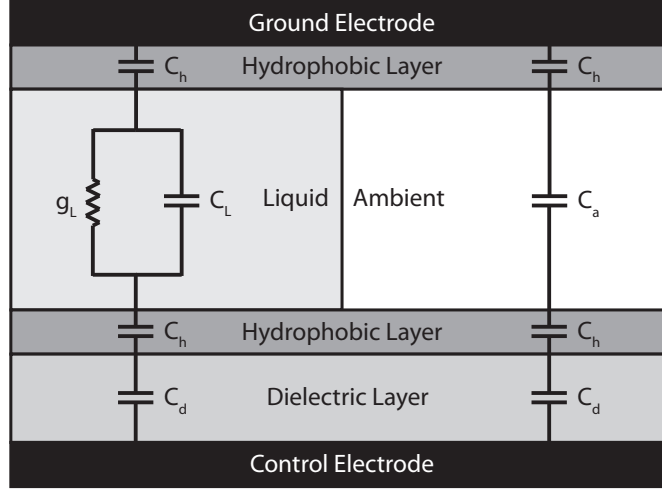 Ground Electrode
C_h Hydrophobic Layer C_h
g_L C_L Liquid Ambient C_a
C_h Hydrophobic Layer C_h
C_d Dielectric Layer C_d
Control Electrode